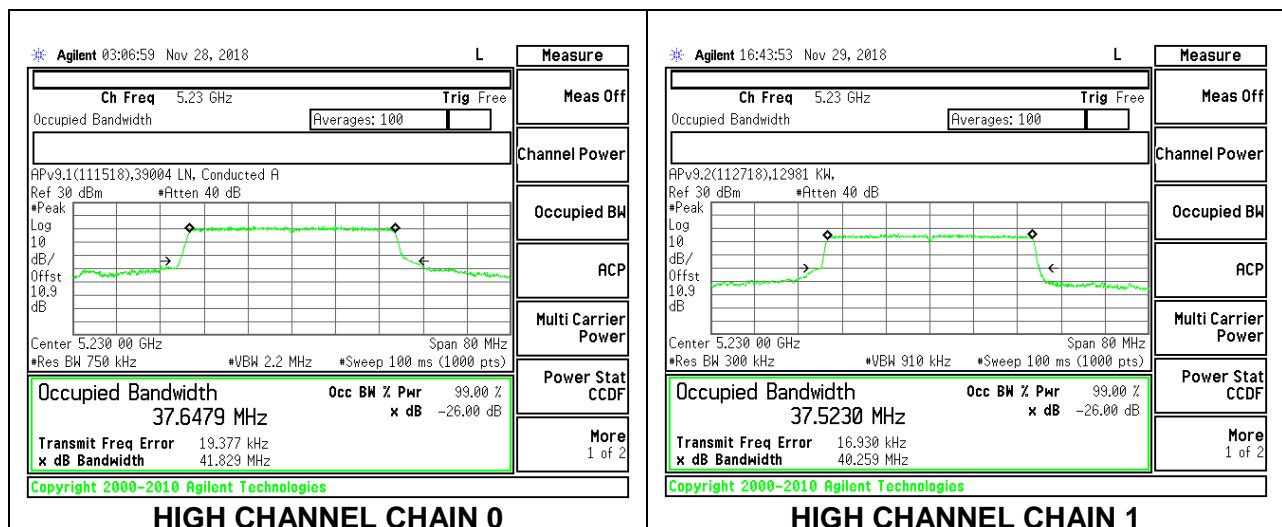 Agilent 03:06:59 Nov 28, 2018 L
Measure
Ch Freq 5.23 GHz Trig Free
Occupied Bandwidth Averages: 100
APv9.1(111518),39004 LN, Conducted A
Ref 30 dBm #Atten 40 dB
#Peak
Log
10
dB/
Offst
10.9
dB
Center 5.230 00 GHz Span 80 MHz
#Res BW 750 kHz #VBW 2.2 MHz #Sweep 100 ms (1000 pts)
Occupied Bandwidth Occ BW % Pwr 99.00 %
37.6479 MHz x dB -26.00 dB
Transmit Freq Error 19.377 kHz
x dB Bandwidth 41.829 MHz
Copyright 2000-2010 Agilent Technologies
Meas Off
Channel Power
Occupied BW
ACP
Multi Carrier
Power
Power Stat
CCDF
More
1 of 2
HIGH CHANNEL CHAIN 0
Agilent 16:43:53 Nov 29, 2018 L
Measure
Ch Freq 5.23 GHz Trig Free
Occupied Bandwidth Averages: 100
APv9.2(112718),12981 KW,
Ref 30 dBm #Atten 40 dB
#Peak
Log
10
dB/
Offst
10.9
dB
Center 5.230 00 GHz Span 80 MHz
#Res BW 300 kHz #VBW 910 kHz #Sweep 100 ms (1000 pts)
Occupied Bandwidth Occ BW % Pwr 99.00 %
37.5230 MHz x dB -26.00 dB
Transmit Freq Error 16.930 kHz
x dB Bandwidth 40.259 MHz
Copyright 2000-2010 Agilent Technologies
Meas Off
Channel Power
Occupied BW
ACP
Multi Carrier
Power
Power Stat
CCDF
More
1 of 2
HIGH CHANNEL CHAIN 1